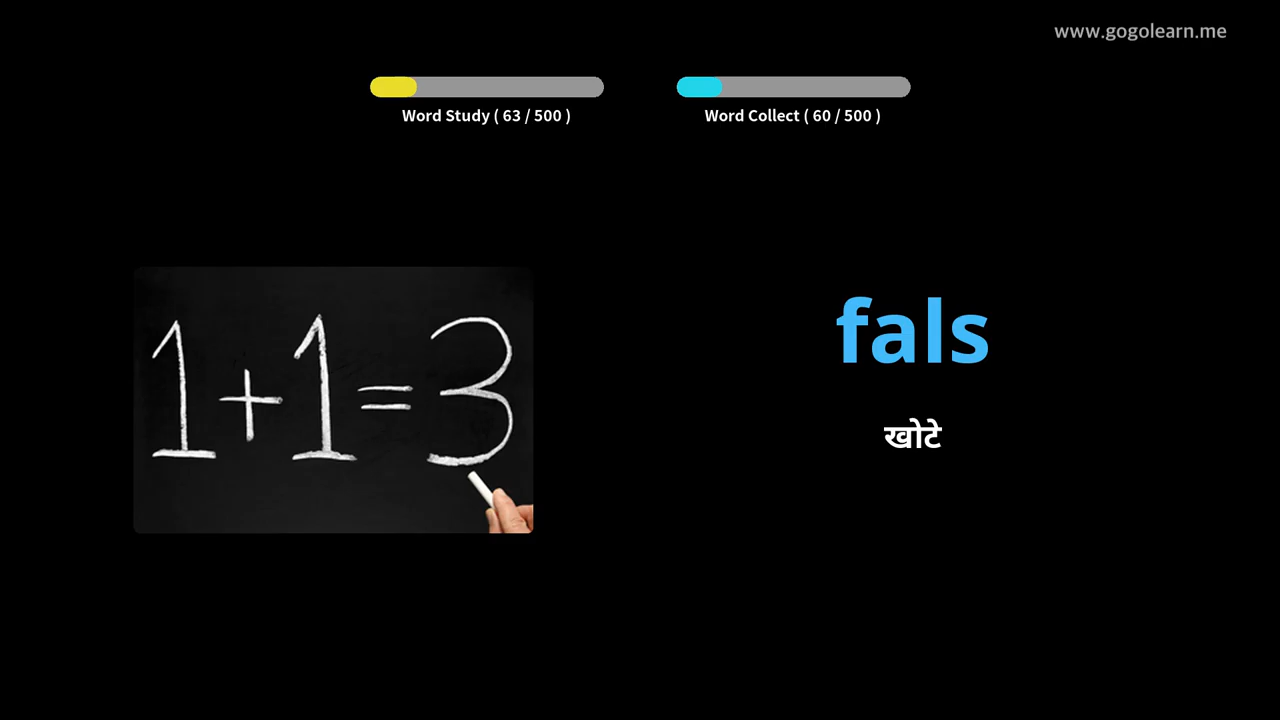 www.gogolearn.me
Word Study ( 63 / 500 )
Word Collect ( 60 / 500 )
1+1=3
fals
खोटे